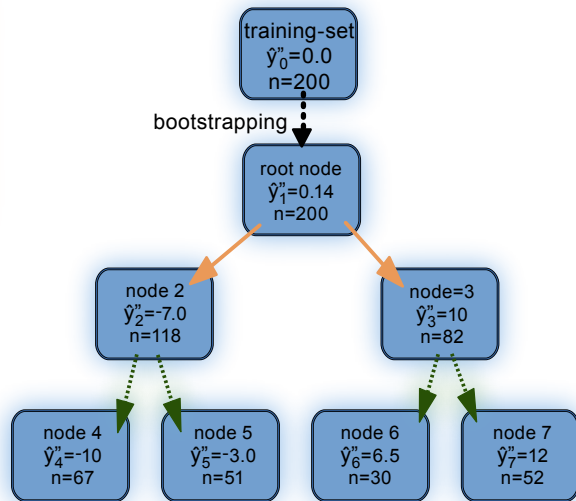 training-set
ŷ"₀=0.0
n=200
bootstrapping
root node
ŷ"₁=0.14
n=200
node 2
ŷ"₂=-7.0
n=118
node=3
ŷ"₃=10
n=82
node 4
ŷ"₄=-10
n=67
node 5
ŷ"₅=-3.0
n=51
node 6
ŷ"₆=6.5
n=30
node 7
ŷ"₇=12
n=52